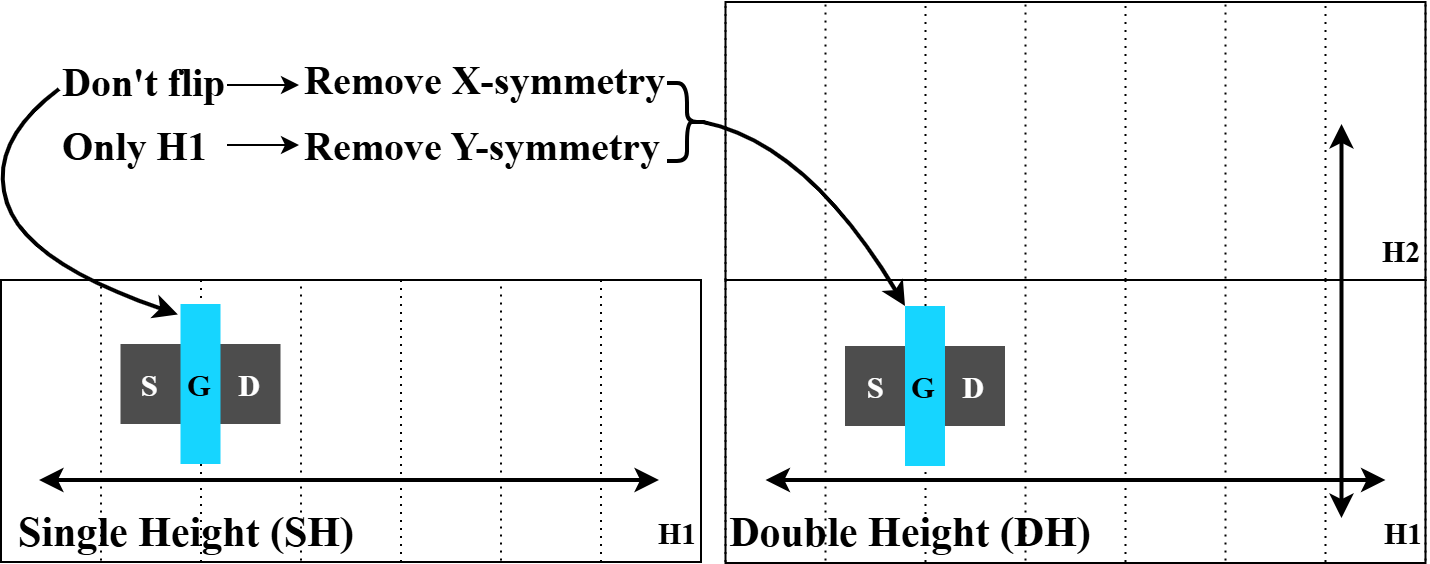 Don't flip → Remove X-symmetry
Only H1 → Remove Y-symmetry
H2
S G D
S G D
Single Height (SH)
H1
Double Height (DH)
H1